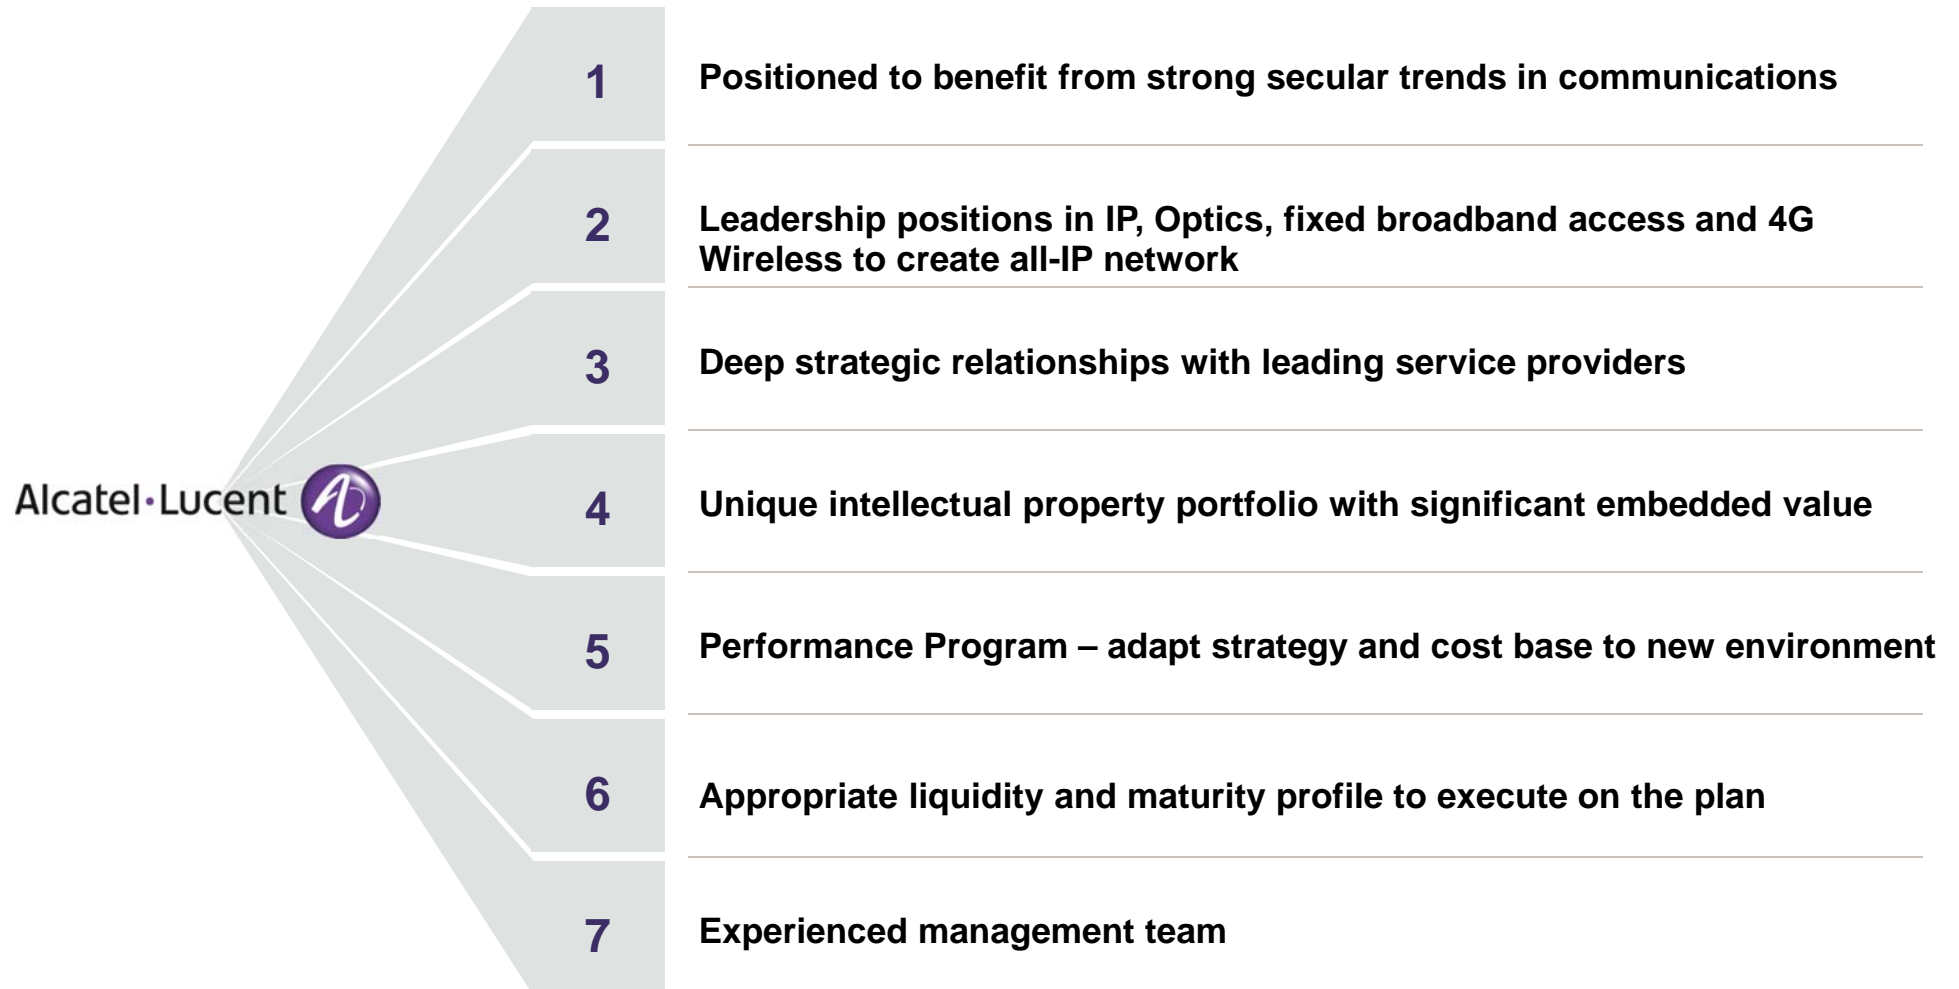 1
Positioned to benefit from strong secular trends in communications
2
Leadership positions in IP, Optics, fixed broadband access and 4G
Wireless to create all-IP network
3
Deep strategic relationships with leading service providers
Alcatel·Lucent
4
Unique intellectual property portfolio with significant embedded value
5
Performance Program – adapt strategy and cost base to new environment
6
Appropriate liquidity and maturity profile to execute on the plan
7
Experienced management team